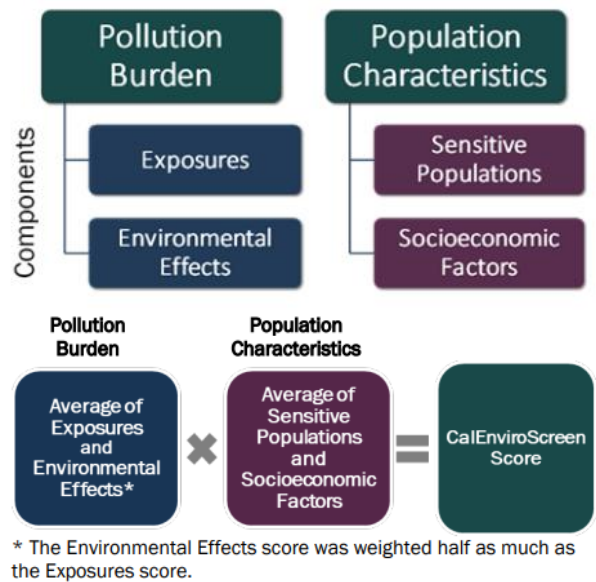 Pollution
Burden
Population
Characteristics
Components
Exposures
Sensitive
Populations
Environmental
Effects
Socioeconomic
Factors
Pollution
Burden
Population
Characteristics
Average of
Exposures
and
Environmental
Effects*
×
Average of
Sensitive
Populations
and
Socioeconomic
Factors
=
CalEnviroScreen
Score
* The Environmental Effects score was weighted half as much as
the Exposures score.